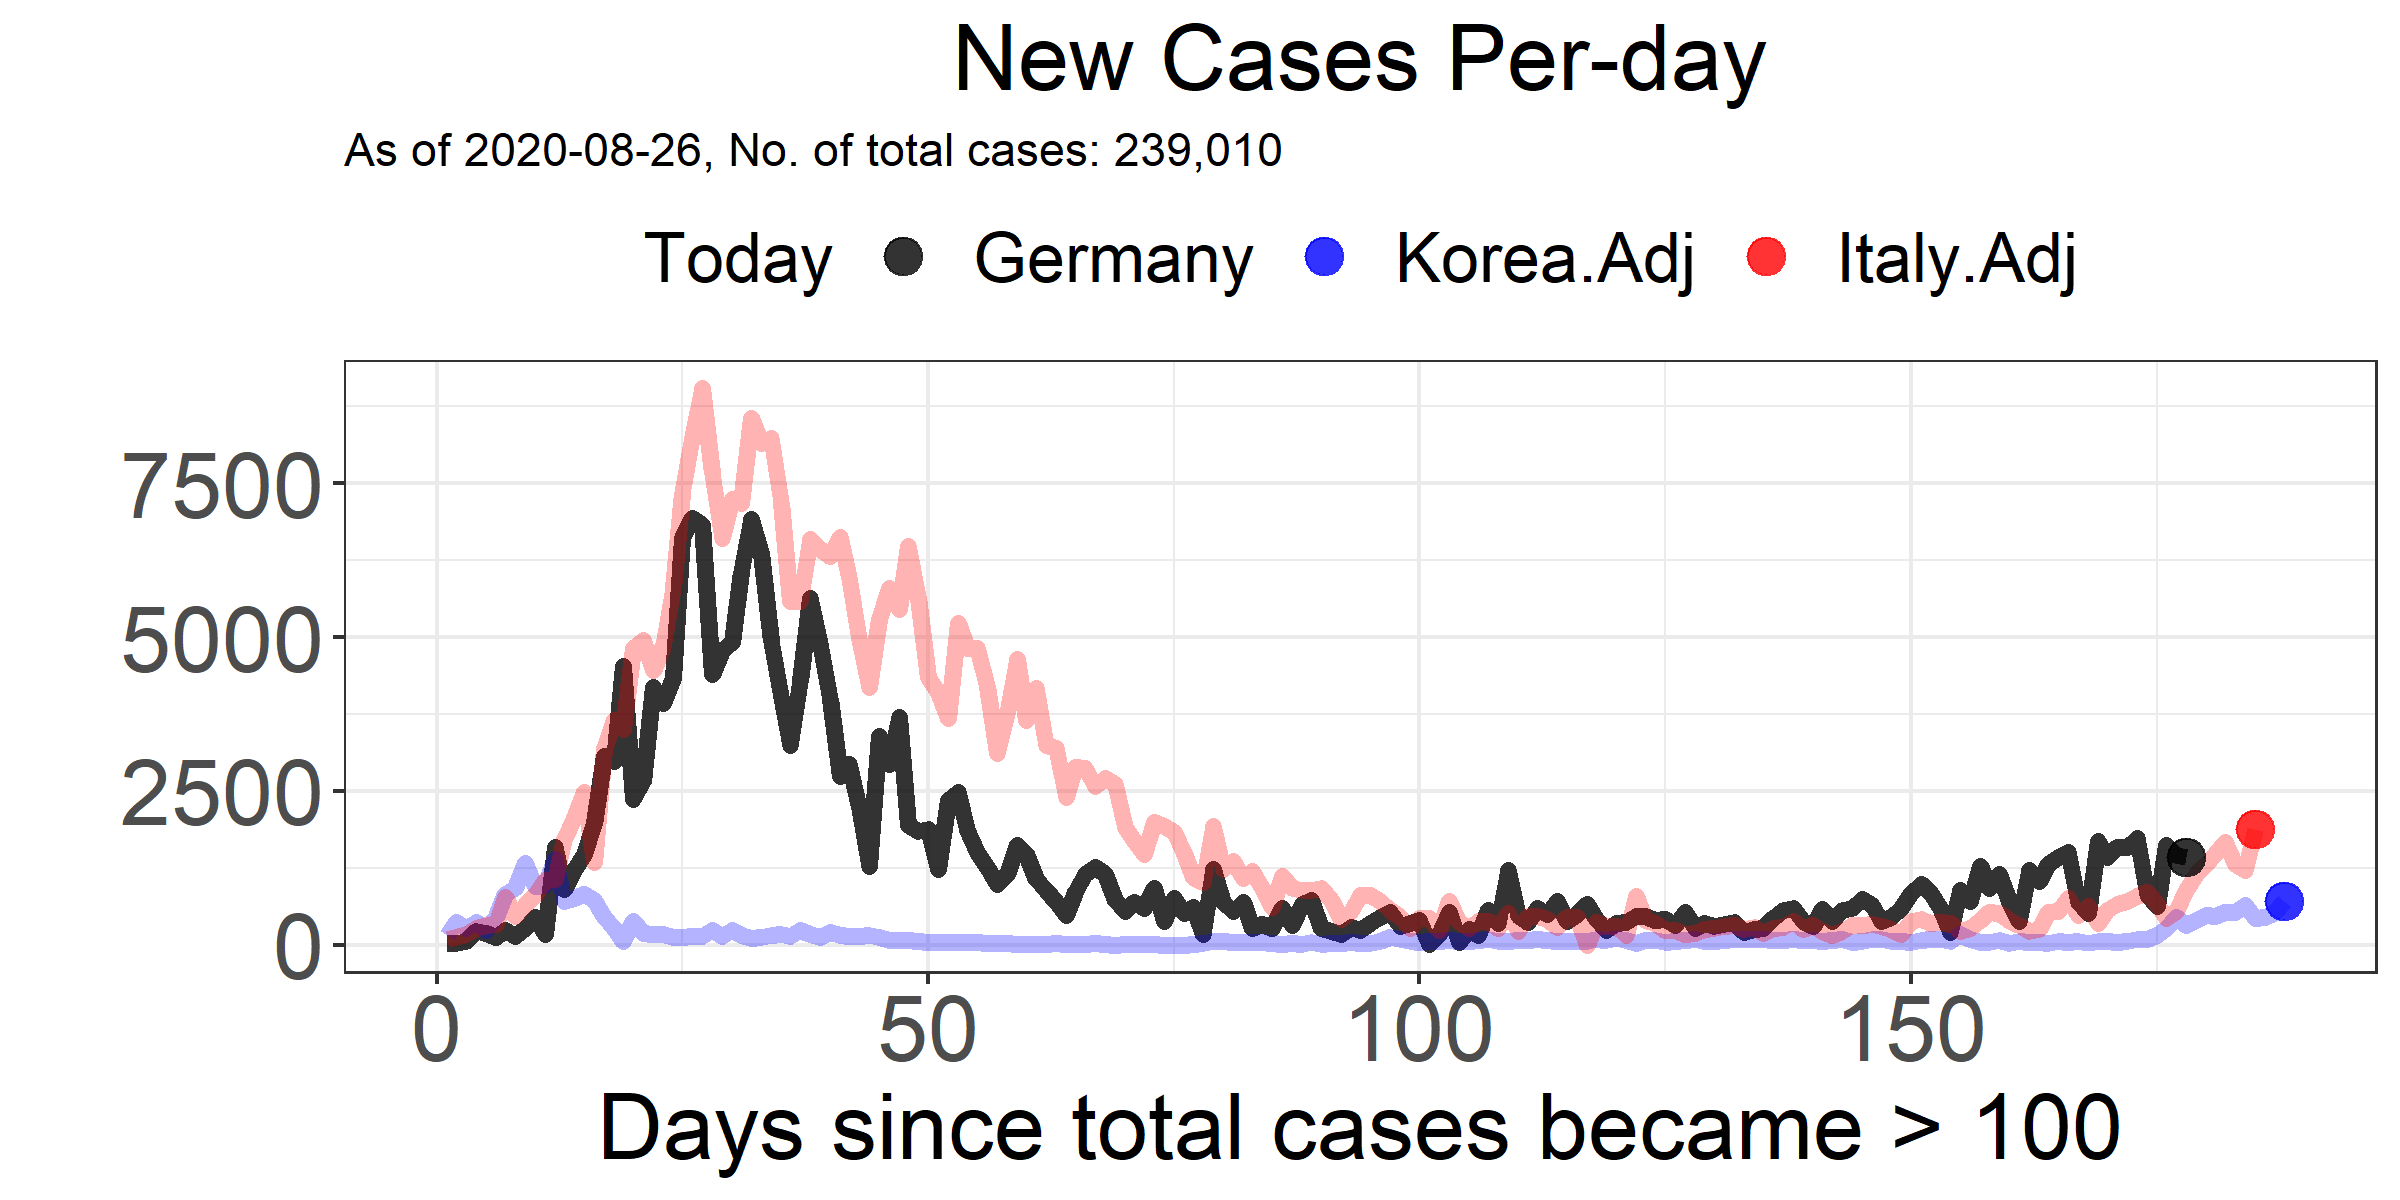 New Cases Per-day
As of 2020-08-26, No. of total cases: 239,010
Today Germany Korea.Adj Italy.Adj
7500
5000
2500
0
0 50 100 150
Days since total cases became > 100